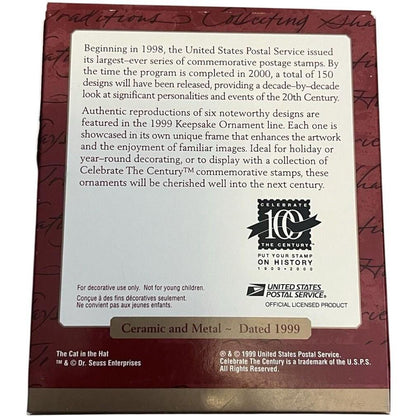 Traditions Collecting Sha
Beginning in 1998, the United States Postal Service issued
its largest–ever series of commemorative postage stamps. By
the time the program is completed in 2000, a total of 150
designs will have been released, providing a decade–by–decade
look at significant personalities and events of the 20th Century.
Authentic reproductions of six noteworthy designs are
featured in the 1999 Keepsake Ornament line. Each one is
showcased in its own unique frame that enhances the artwork
and the enjoyment of familiar images. Ideal for holiday or
year–round decorating, or to display with a collection of
Celebrate The Century™ commemorative stamps, these
ornaments will be cherished well into the next century.
CELEBRATE
100
THE CENTURY
PUT YOUR STAMP
ON HISTORY
1900•2000
For decorative use only. Not for young children.
Conçue à des fins décoratives seulement.
Ne convient pas aux jeunes enfants.
UNITED STATES
POSTAL SERVICE®
OFFICIAL LICENSED PRODUCT
Ceramic and Metal ~ Dated 1999
The Cat in the Hat
™ & © Dr. Seuss Enterprises
® & © 1999 United States Postal Service.
Celebrate The Century is a trademark of the U.S.P.S.
All Rights Reserved.